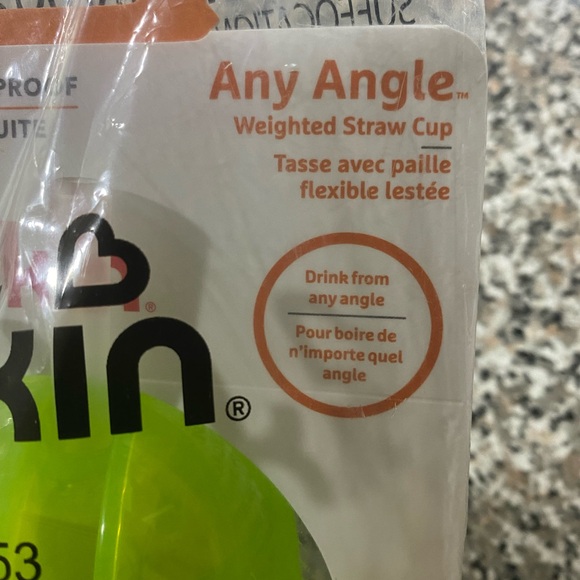 SUFFOCATION
PROOF
UITE
Any Angle™
Weighted Straw Cup
Tasse avec paille
flexible lestée
Drink from
any angle
Pour boire de
n'importe quel
angle
kin®
53